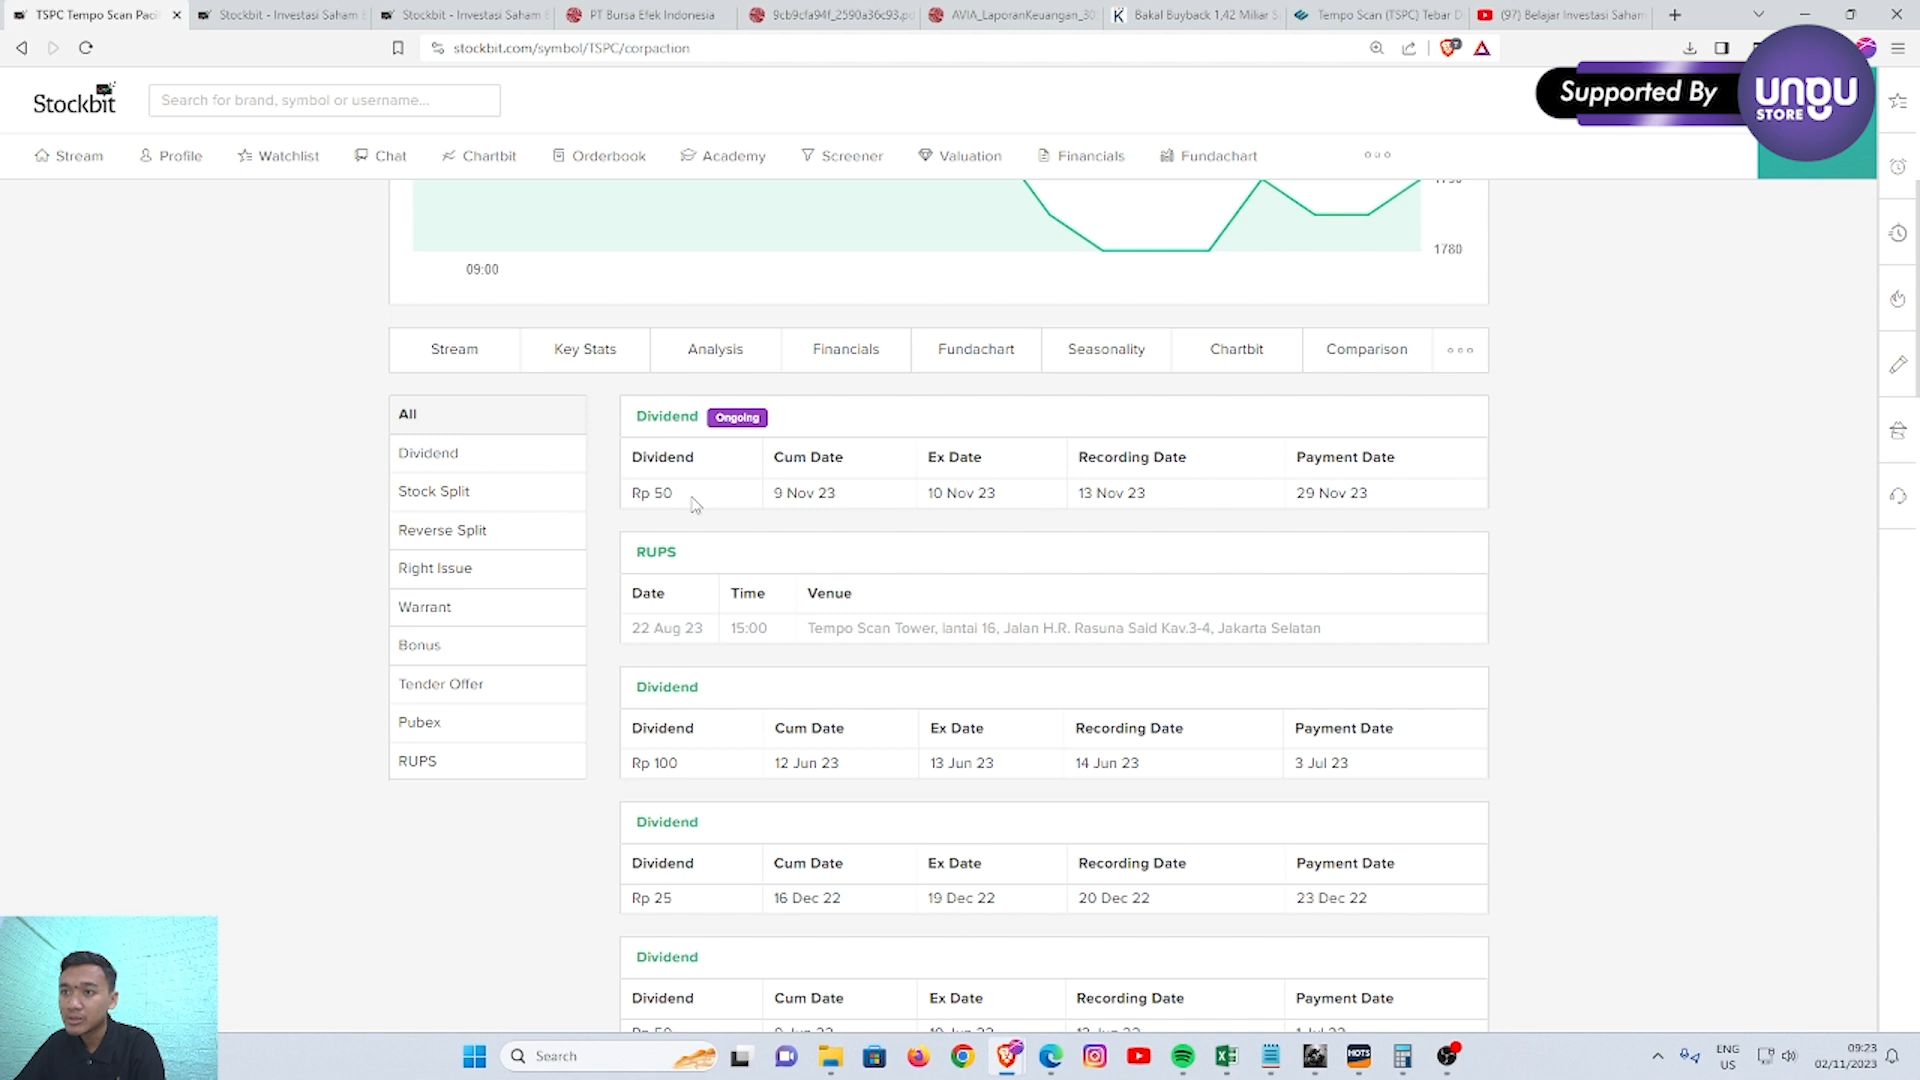 TSPC Tempo Scan Pacif
Stockbit - Investasi Saham
Stockbit - Investasi Saham
PT Bursa Efek Indonesia
9cb9cfa94f_2590a36c93.pd
AVIA_LaporanKeuangan_30
Bakal Buyback 1,42 Miliar S
Tempo Scan (TSPC) Tebar D
(97) Belajar Investasi Saham
stockbit.com/symbol/TSPC/corpaction
Stockbit
Search for brand, symbol or username...
Supported By
UNGU
STORE
Stream
Profile
Watchlist
Chat
Chartbit
Orderbook
Academy
Screener
Valuation
Financials
Fundachart
1780
09:00
Stream
Key Stats
Analysis
Financials
Fundachart
Seasonality
Chartbit
Comparison
All
Dividend
Stock Split
Reverse Split
Right Issue
Warrant
Bonus
Tender Offer
Pubex
RUPS
Dividend Ongoing
Dividend Cum Date Ex Date Recording Date Payment Date
Rp 50 9 Nov 23 10 Nov 23 13 Nov 23 29 Nov 23
RUPS
Date Time Venue
22 Aug 23 15:00 Tempo Scan Tower, lantai 16, Jalan H.R. Rasuna Said Kav.3-4, Jakarta Selatan
Dividend
Dividend Cum Date Ex Date Recording Date Payment Date
Rp 100 12 Jun 23 13 Jun 23 14 Jun 23 3 Jul 23
Dividend
Dividend Cum Date Ex Date Recording Date Payment Date
Rp 25 16 Dec 22 19 Dec 22 20 Dec 22 23 Dec 22
Dividend
Dividend Cum Date Ex Date Recording Date Payment Date
Search
HOTS
ENG
US
09:23
02/11/2023